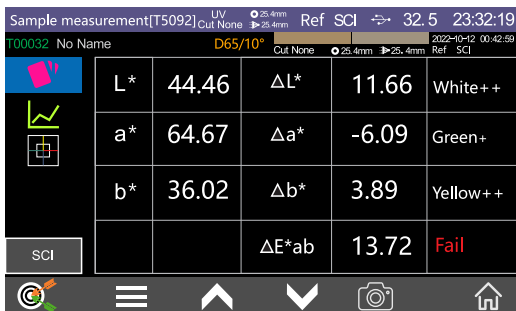 Sample measurement[T5092] UV Cut None 25.4mm 25.4mm Ref SCI 32.5 23:32:19
T00032 No Name D65/10° Cut None 25.4mm 25.4mm 2022-10-12 00:42:59 Ref SCI
L* 44.46 ΔL* 11.66 White++
a* 64.67 Δa* -6.09 Green+
b* 36.02 Δb* 3.89 Yellow++
ΔE*ab 13.72 Fail
SCI